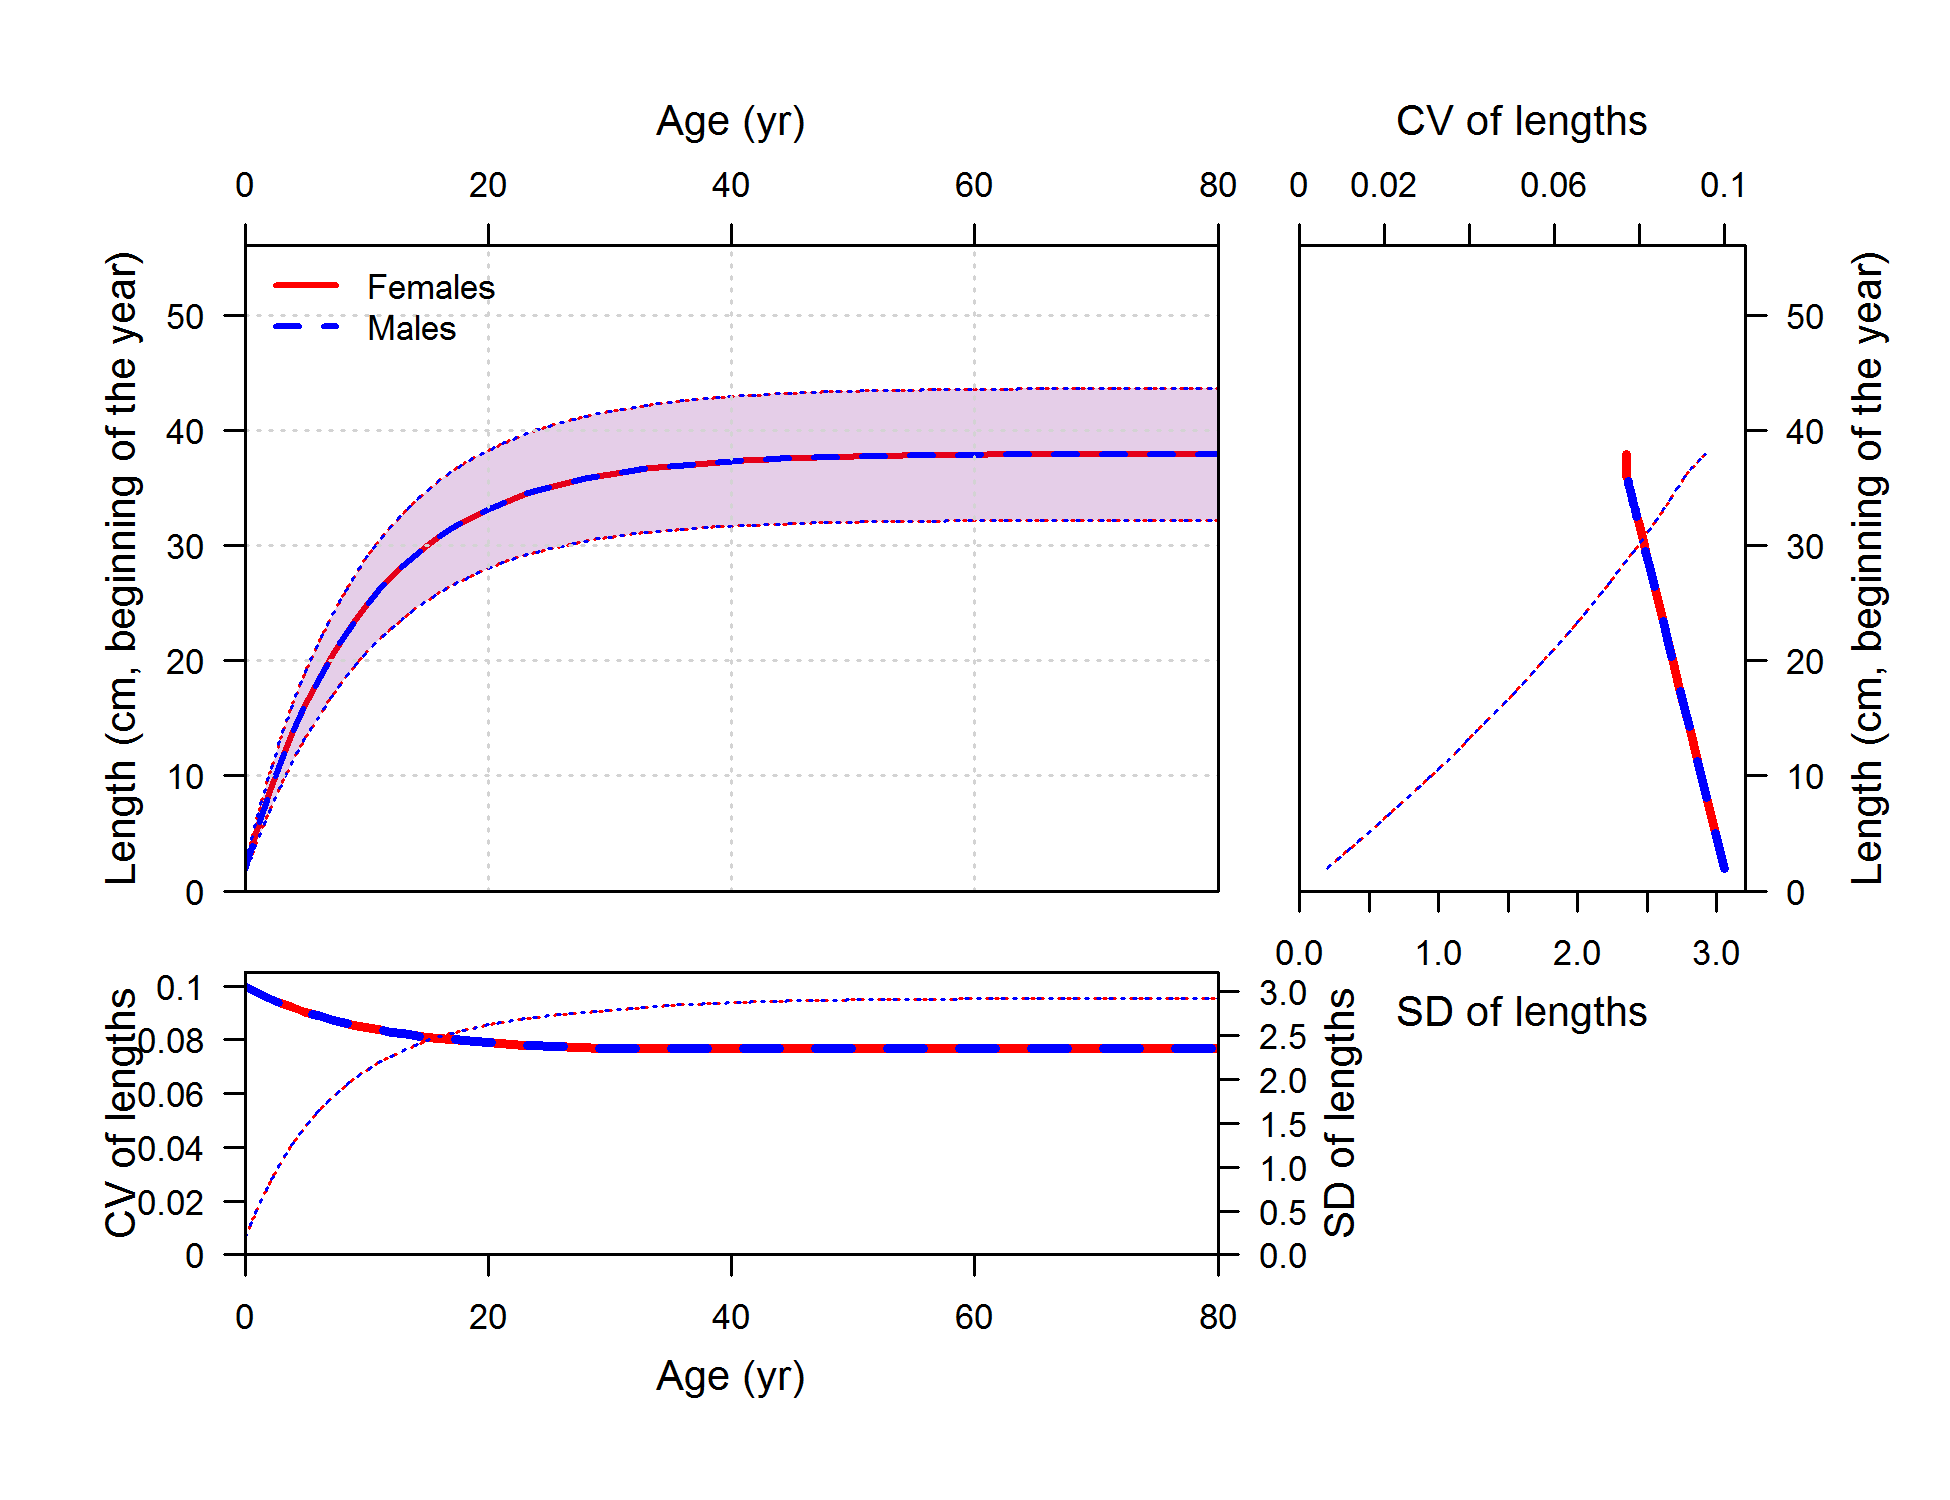 Age (yr)
CV of lengths
0 20 40 60 80
0 0.02 0.06 0.1
Length (cm, beginning of the year)
50
40
30
20
10
0
Females
Males
50
40
30
20
10
0
Length (cm, beginning of the year)
0.0 1.0 2.0 3.0
SD of lengths
CV of lengths
0.1
0.08
0.06
0.04
0.02
0
3.0
2.5
2.0
1.5
1.0
0.5
0.0
SD of lengths
0 20 40 60 80
Age (yr)